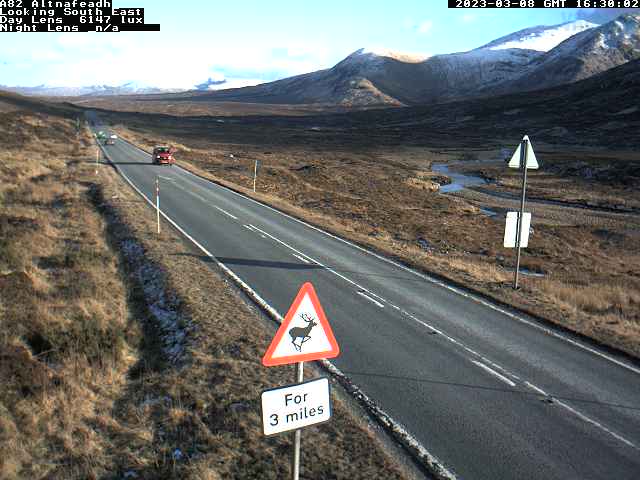 A82 Altnafeadh
2023-03-08 GMT 16:30:02
Looking South East
Day Lens 6147 lux
Night Lens n/a
For
3 miles